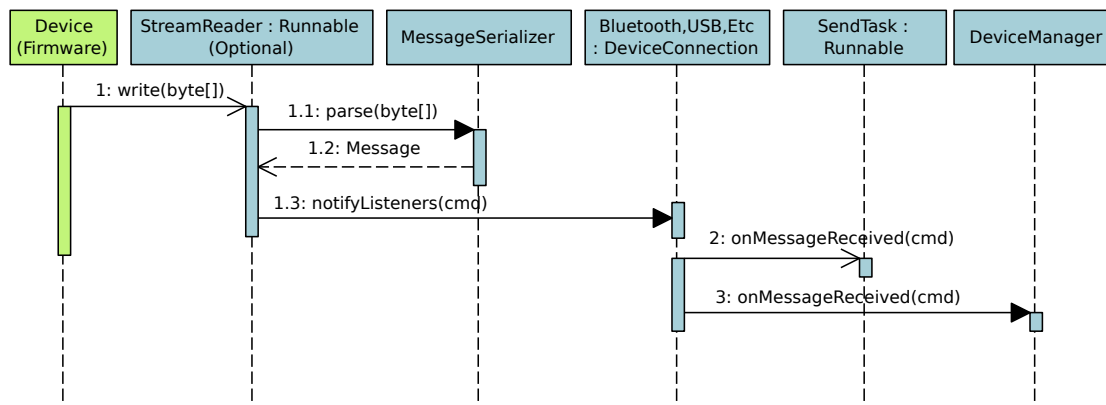 Device
(Firmware)
StreamReader : Runnable
(Optional)
MessageSerializer
Bluetooth,USB,Etc
: DeviceConnection
SendTask :
Runnable
DeviceManager
1: write(byte[])
1.1: parse(byte[])
1.2: Message
1.3: notifyListeners(cmd)
2: onMessageReceived(cmd)
3: onMessageReceived(cmd)